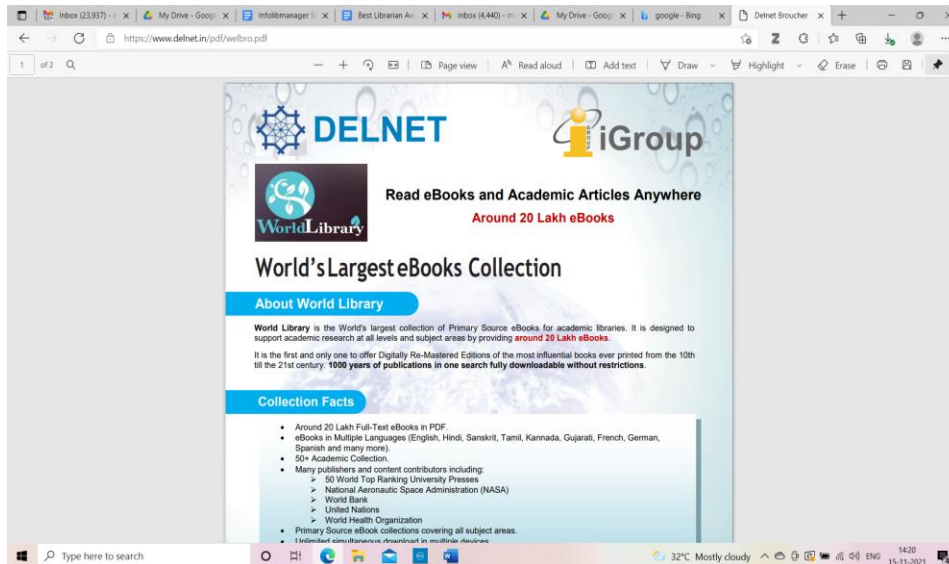 Inbox (23,937) - m
My Drive - Googl
Infolibmanager S
Best Librarian Aw
Inbox (4,440) - m
My Drive - Googl
google - Bing
Delnet Broucher
https://www.delnet.in/pdf/welbro.pdf
1 of 2
Page view
Read aloud
Add text
Draw
Highlight
Erase
DELNET
iGroup
WorldLibrary
Read eBooks and Academic Articles Anywhere
Around 20 Lakh eBooks
World's Largest eBooks Collection
About World Library
World Library is the World's largest collection of Primary Source eBooks for academic libraries. It is designed to
support academic research at all levels and subject areas by providing around 20 Lakh eBooks.
It is the first and only one to offer Digitally Re-Mastered Editions of the most influential books ever printed from the 10th
till the 21st century. 1000 years of publications in one search fully downloadable without restrictions.
Collection Facts
• Around 20 Lakh Full-Text eBooks in PDF.
• eBooks in Multiple Languages (English, Hindi, Sanskrit, Tamil, Kannada, Gujarati, French, German,
Spanish and many more).
• 50+ Academic Collection.
• Many publishers and content contributors including:
➢ 50 World Top Ranking University Presses
➢ National Aeronautic Space Administration (NASA)
➢ World Bank
➢ United Nations
➢ World Health Organization
• Primary Source eBook collections covering all subject areas.
• Unlimited simultaneous download in multiple devices
Type here to search
32°C Mostly cloudy
ENG
14:20
15-11-2021